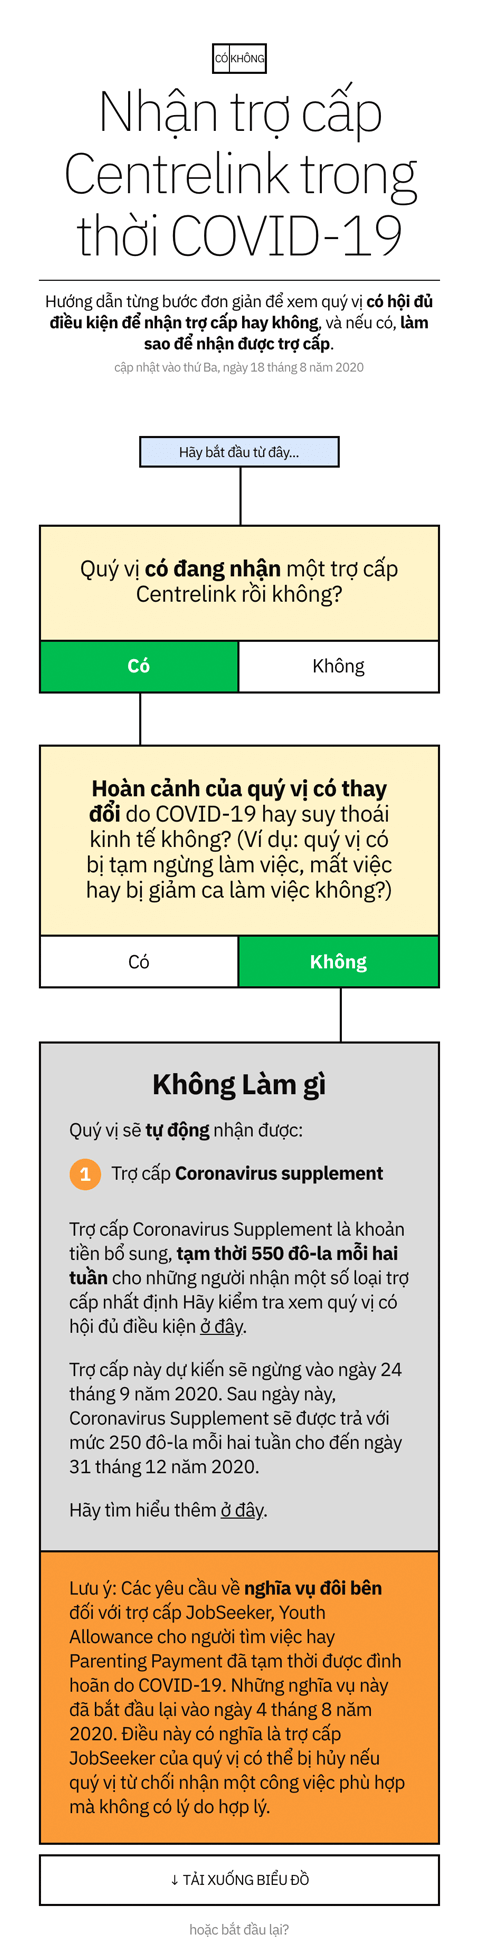 CÓ KHÔNG
Nhận trợ cấp
Centrelink trong
thời COVID-19
Hướng dẫn từng bước đơn giản để xem quý vị có hội đủ
điều kiện để nhận trợ cấp hay không, và nếu có, làm
sao để nhận được trợ cấp.
cập nhật vào thứ Ba, ngày 18 tháng 8 năm 2020
Hãy bắt đầu từ đây...
Quý vị có đang nhận một trợ cấp
Centrelink rồi không?
Có Không
Hoàn cảnh của quý vị có thay
đổi do COVID-19 hay suy thoái
kinh tế không? (Ví dụ: quý vị có
bị tạm ngừng làm việc, mất việc
hay bị giảm ca làm việc không?)
Có Không
Không Làm gì
Quý vị sẽ tự động nhận được:
1 Trợ cấp Coronavirus supplement
Trợ cấp Coronavirus Supplement là khoản
tiền bổ sung, tạm thời 550 đô-la mỗi hai
tuần cho những người nhận một số loại trợ
cấp nhất định Hãy kiểm tra xem quý vị có
hội đủ điều kiện ở đây.
Trợ cấp này dự kiến sẽ ngừng vào ngày 24
tháng 9 năm 2020. Sau ngày này,
Coronavirus Supplement sẽ được trả với
mức 250 đô-la mỗi hai tuần cho đến ngày
31 tháng 12 năm 2020.
Hãy tìm hiểu thêm ở đây.
Lưu ý: Các yêu cầu về nghĩa vụ đôi bên
đối với trợ cấp JobSeeker, Youth
Allowance cho người tìm việc hay
Parenting Payment đã tạm thời được đình
hoãn do COVID-19. Những nghĩa vụ này
đã bắt đầu lại vào ngày 4 tháng 8 năm
2020. Điều này có nghĩa là trợ cấp
JobSeeker của quý vị có thể bị hủy nếu
quý vị từ chối nhận một công việc phù hợp
mà không có lý do hợp lý.
↓ TẢI XUỐNG BIỂU ĐỒ
hoặc bắt đầu lại?